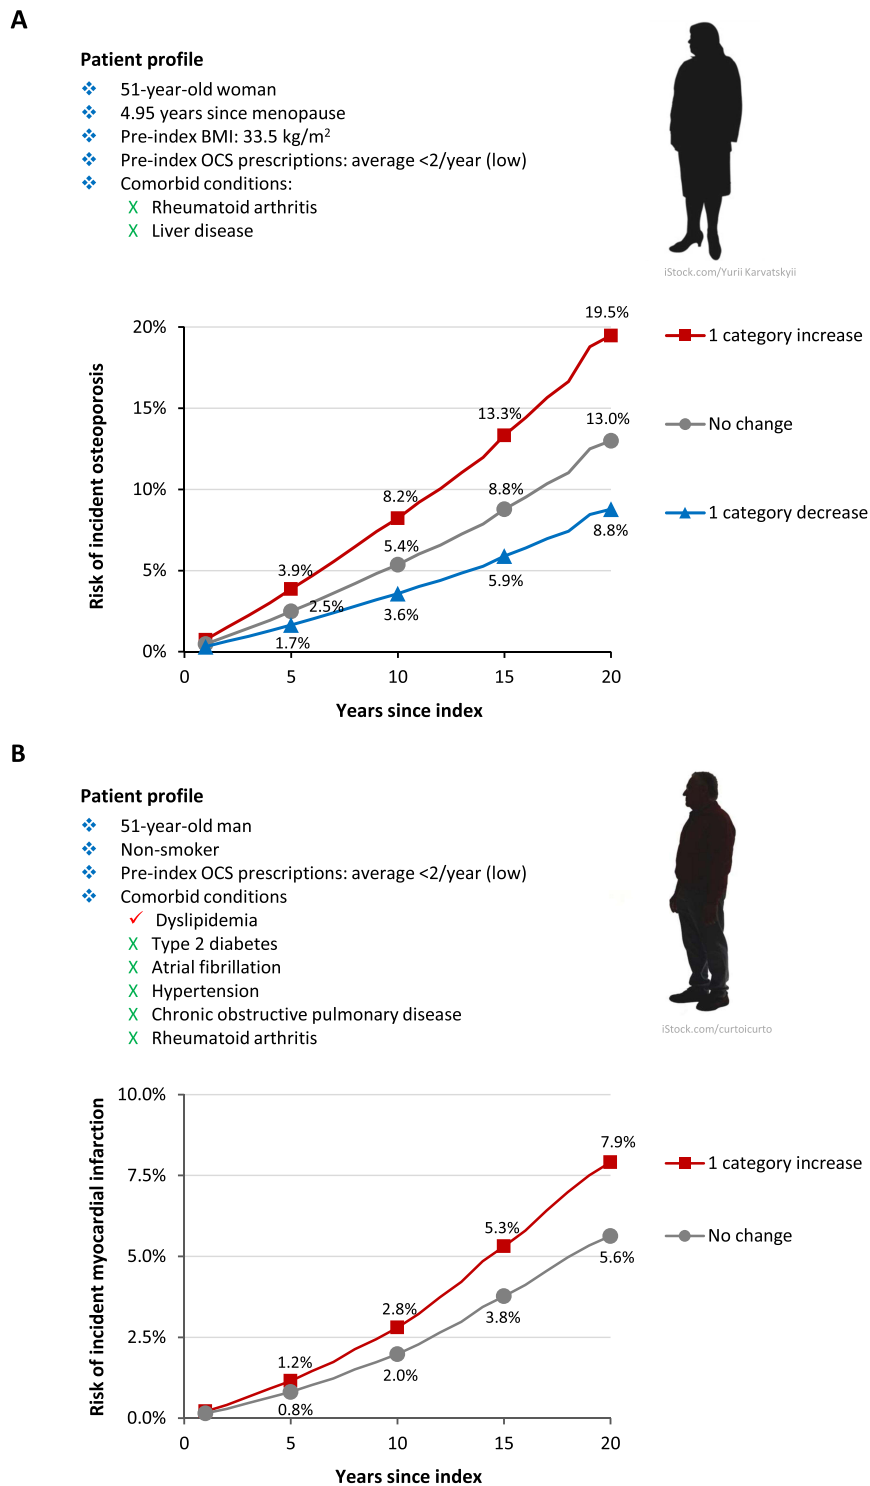 A
Patient profile
❖ 51-year-old woman
❖ 4.95 years since menopause
❖ Pre-index BMI: 33.5 kg/m²
❖ Pre-index OCS prescriptions: average <2/year (low)
❖ Comorbid conditions:
X Rheumatoid arthritis
X Liver disease
iStock.com/Yurii Karvatskyii
Risk of incident osteoporosis
20%
15%
10%
5%
0%
19.5%
13.3%
13.0%
8.2%
8.8%
8.8%
3.9%
5.4%
5.9%
2.5%
3.6%
1.7%
0 5 10 15 20
Years since index
1 category increase
No change
1 category decrease
B
Patient profile
❖ 51-year-old man
❖ Non-smoker
❖ Pre-index OCS prescriptions: average <2/year (low)
❖ Comorbid conditions
✓ Dyslipidemia
X Type 2 diabetes
X Atrial fibrillation
X Hypertension
X Chronic obstructive pulmonary disease
X Rheumatoid arthritis
iStock.com/curtoicurto
Risk of incident myocardial infarction
10.0%
7.5%
5.0%
2.5%
0.0%
7.9%
5.3%
5.6%
2.8%
3.8%
1.2%
2.0%
0.8%
0 5 10 15 20
Years since index
1 category increase
No change